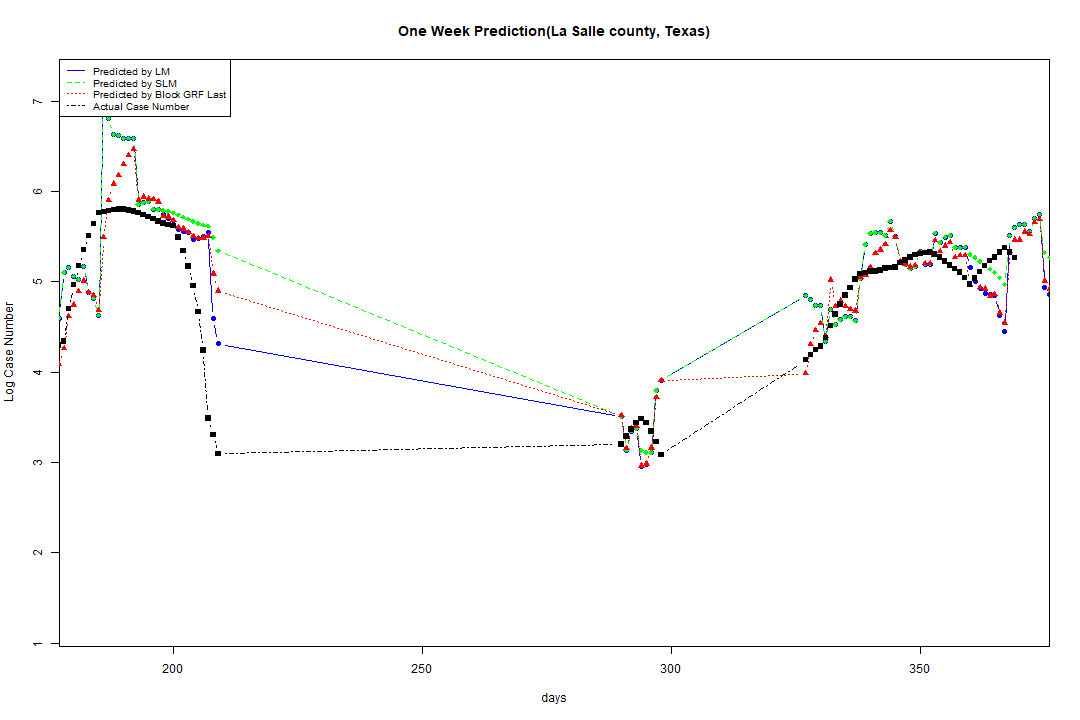 One Week Prediction(La Salle county, Texas)
Predicted by LM
Predicted by SLM
Predicted by Block GRF Last
Actual Case Number
7
6
5
4
3
2
1
Log Case Number
200
250
300
350
days